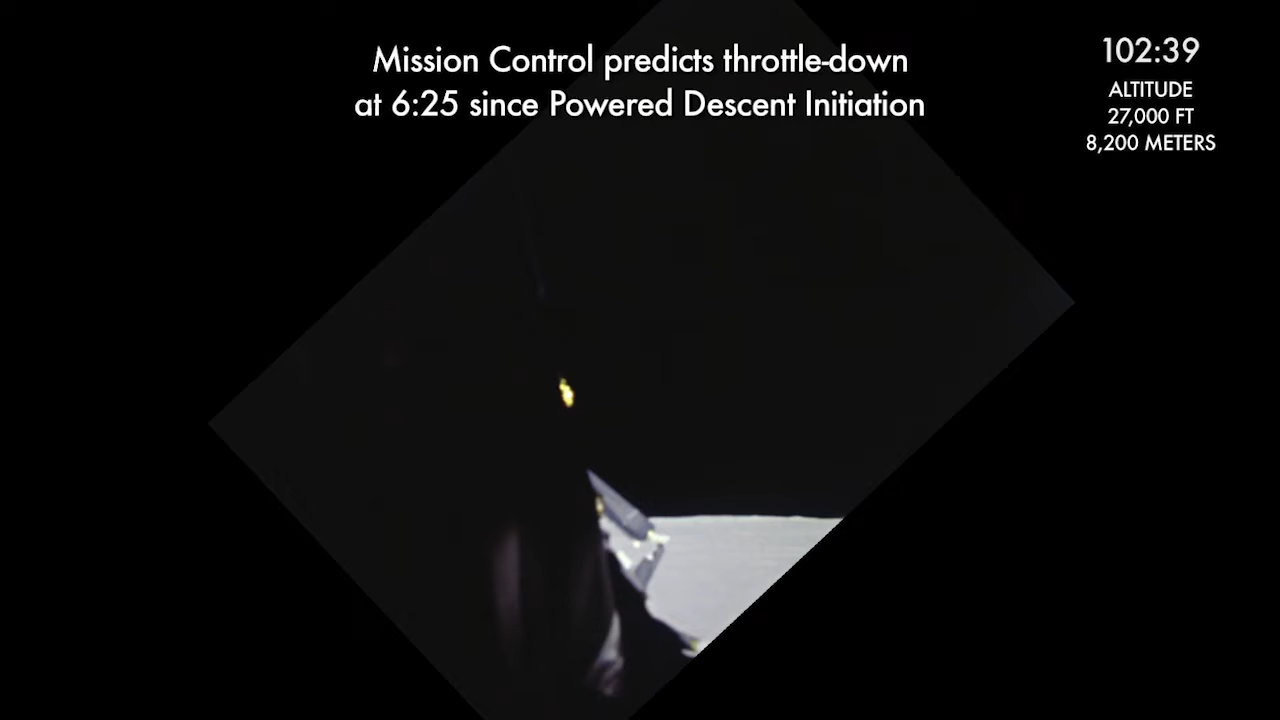 Mission Control predicts throttle-down
at 6:25 since Powered Descent Initiation
102:39
ALTITUDE
27,000 FT
8,200 METERS